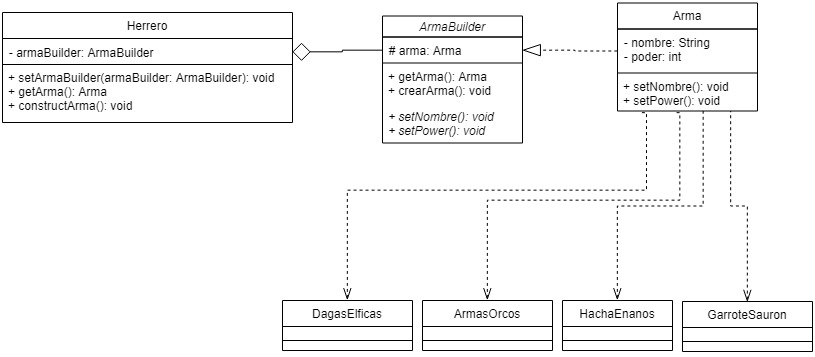 Herrero
- armaBuilder: ArmaBuilder
+ setArmaBuilder(armaBuilder: ArmaBuilder): void
+ getArma(): Arma
+ constructArma(): void
ArmaBuilder
# arma: Arma
+ getArma(): Arma
+ crearArma(): void
+ setNombre(): void
+ setPower(): void
Arma
- nombre: String
- poder: int
+ setNombre(): void
+ setPower(): void
DagasElficas
ArmasOrcos
HachaEnanos
GarroteSauron